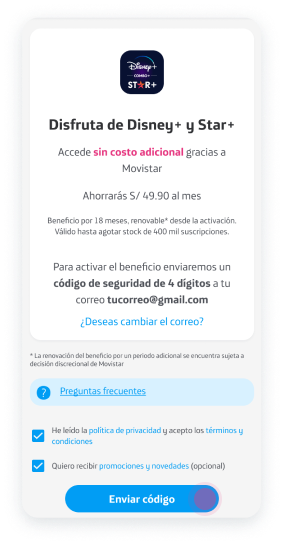 Disney+
COMBO+
ST★R+
Disfruta de Disney+ y Star+
Accede sin costo adicional gracias a
Movistar
Ahorrarás S/ 49.90 al mes
Beneficio por 18 meses, renovable* desde la activación.
Válido hasta agotar stock de 400 mil suscripciones.
Para activar el beneficio enviaremos un
código de seguridad de 4 dígitos a tu
correo tucorreo@gmail.com
¿Deseas cambiar el correo?
* La renovación del beneficio por un periodo adicional se encuentra sujeta a
decisión discrecional de Movistar
? Preguntas frecuentes
He leído la política de privacidad y acepto los términos y
condiciones
Quiero recibir promociones y novedades (opcional)
Enviar código